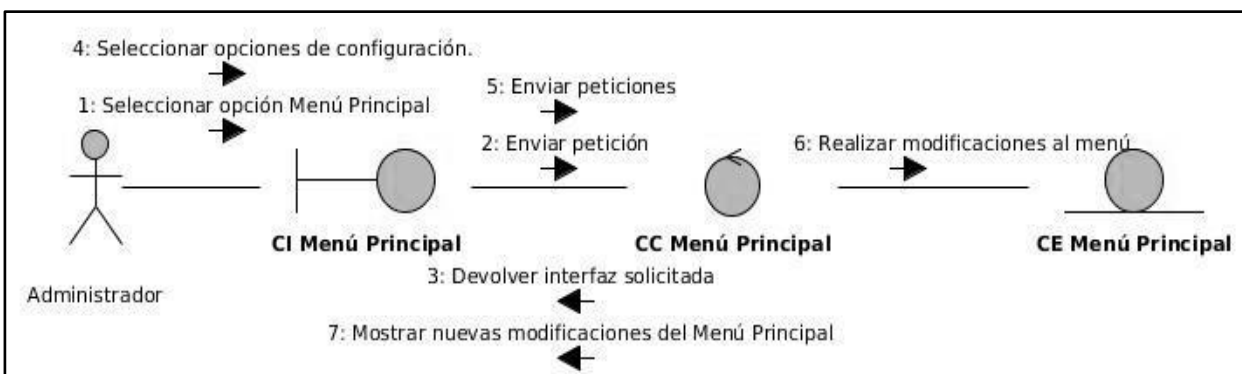 4: Seleccionar opciones de configuración.
5: Enviar peticiones
1: Seleccionar opción Menú Principal
2: Enviar petición
6: Realizar modificaciones al menú
CI Menú Principal
CC Menú Principal
CE Menú Principal
3: Devolver interfaz solicitada
Administrador
7: Mostrar nuevas modificaciones del Menú Principal